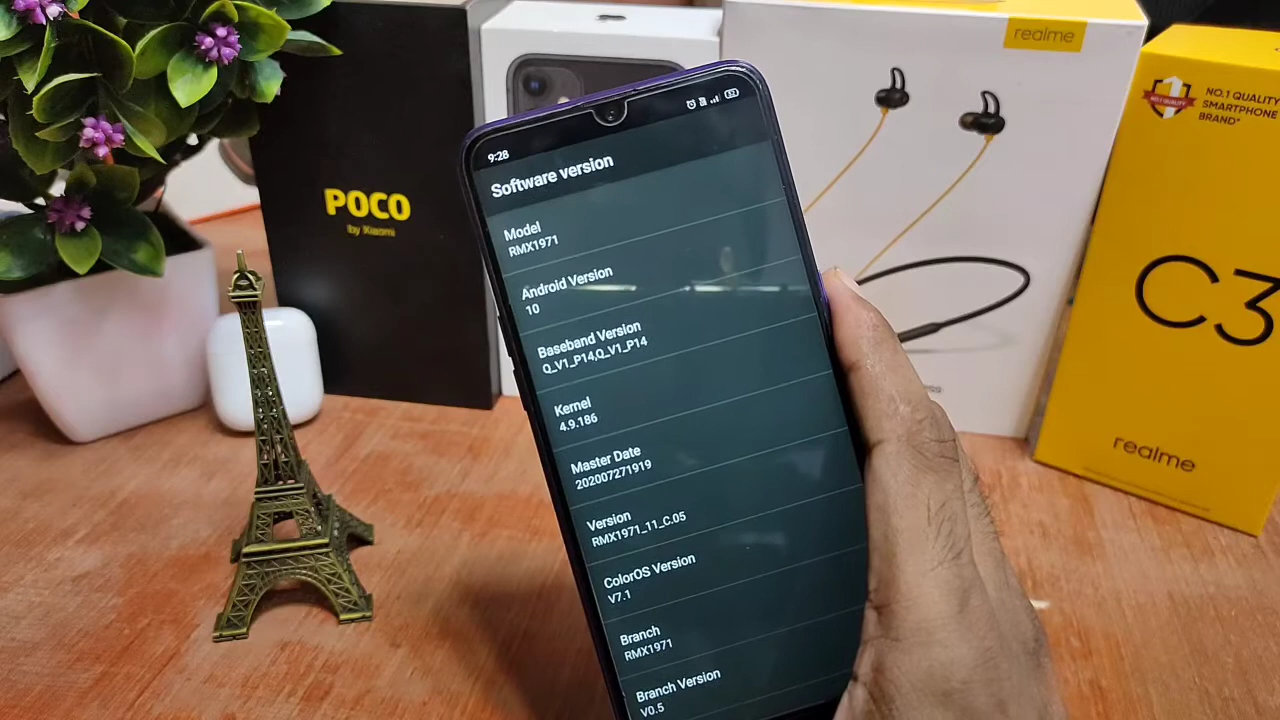 9:28
Software version
Model
RMX1971
Android Version
10
Baseband Version
Q_V1_P14,Q_V1_P14
Kernel
4.9.186
Master Date
202007271919
Version
RMX1971_11_C.05
ColorOS Version
V7.1
Branch
RMX1971
Branch Version
V0.5
POCO
by Xiaomi
realme
NO.1 QUALITY
SMARTPHONE
BRAND*
C3
realme